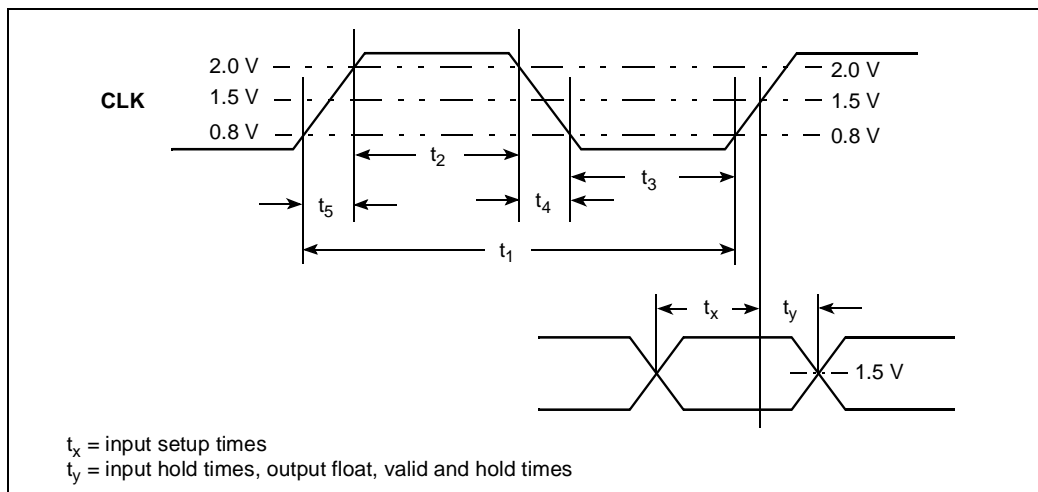 2.0 V
2.0 V
CLK
1.5 V
1.5 V
0.8 V
0.8 V
t2
t3
t5
t4
t1
tx
ty
1.5 V
tx = input setup times
ty = input hold times, output float, valid and hold times